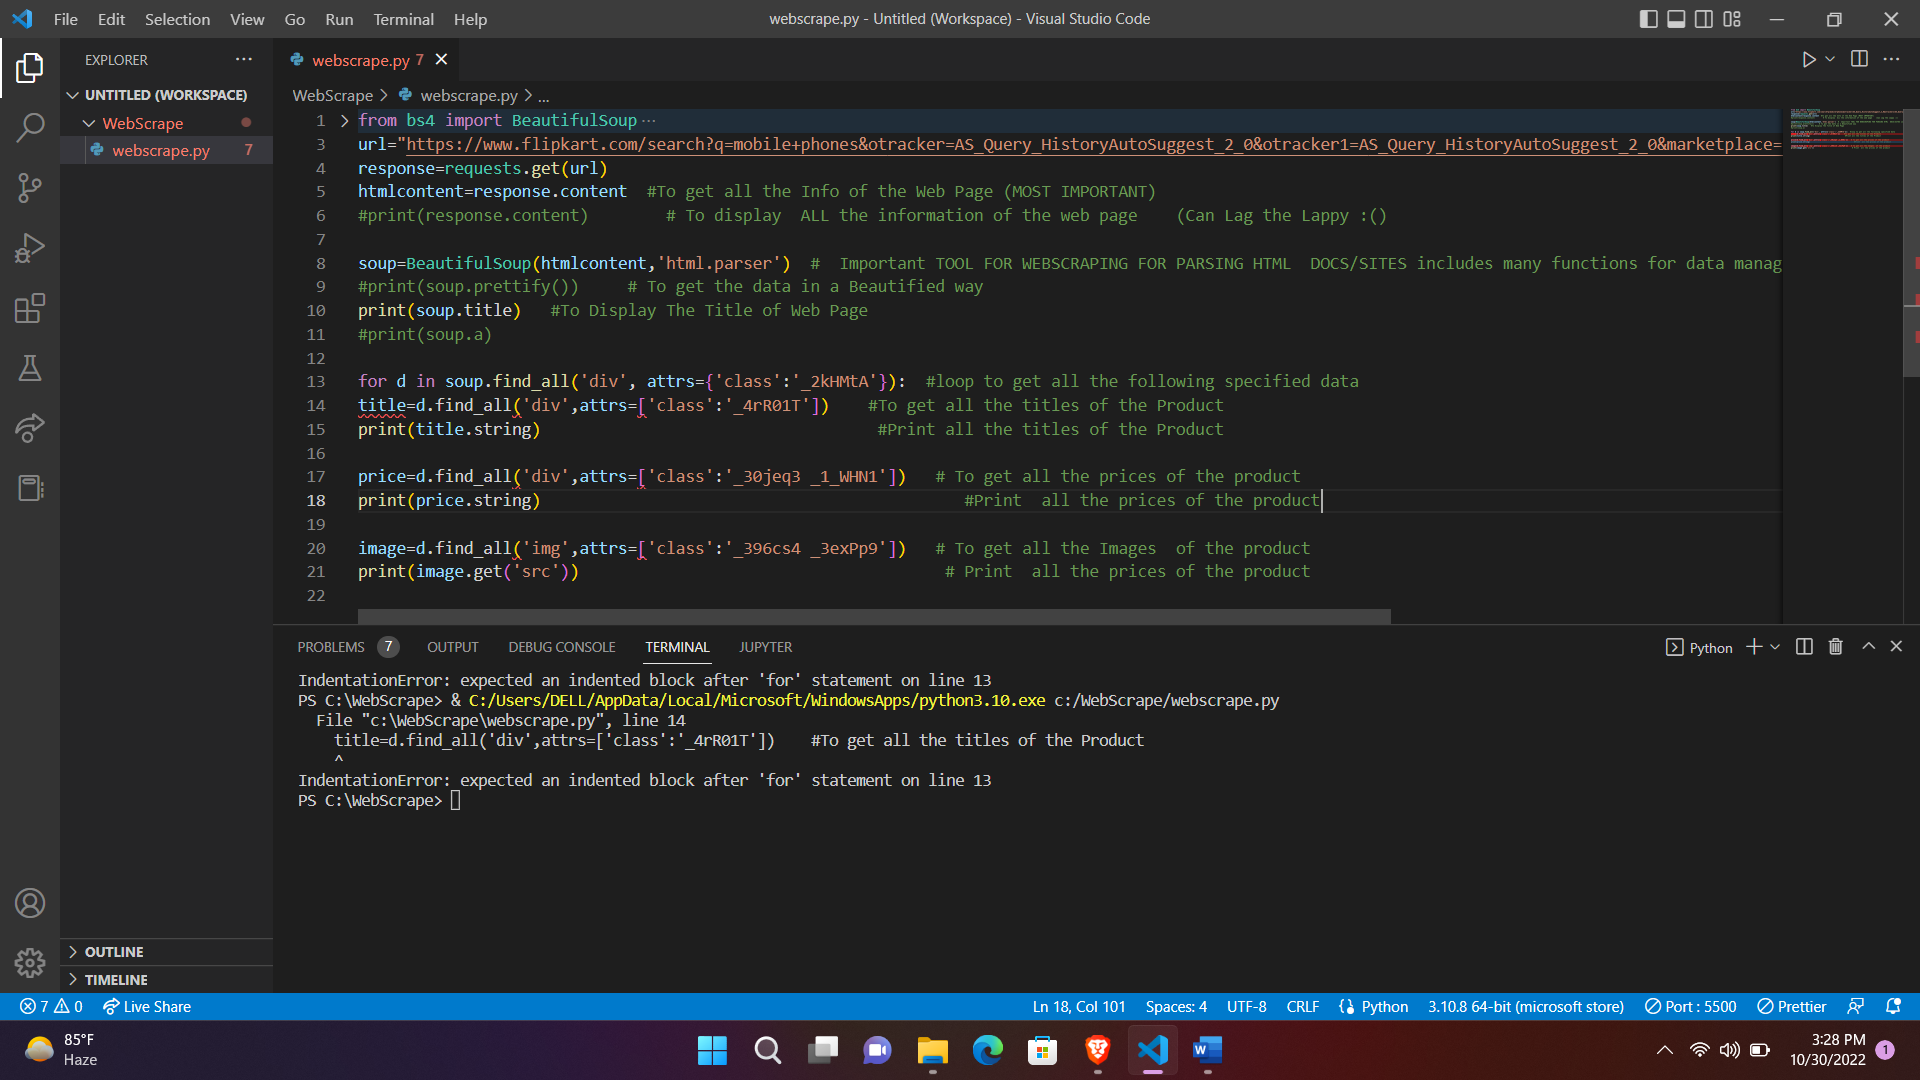 File Edit Selection View Go Run Terminal Help
webscrape.py - Untitled (Workspace) - Visual Studio Code
EXPLORER
UNTITLED (WORKSPACE)
WebScrape
webscrape.py 7
webscrape.py 7
WebScrape > webscrape.py > ...
1 from bs4 import BeautifulSoup ...
3 url="https://www.flipkart.com/search?q=mobile+phones&otracker=AS_Query_HistoryAutoSuggest_2_0&otracker1=AS_Query_HistoryAutoSuggest_2_0&marketplace=
4 response=requests.get(url)
5 htmlcontent=response.content  #To get all the Info of the Web Page (MOST IMPORTANT)
6 #print(response.content)        # To display  ALL the information of the web page    (Can Lag the Lappy :()
7
8 soup=BeautifulSoup(htmlcontent,'html.parser')  #  Important TOOL FOR WEBSCRAPING FOR PARSING HTML  DOCS/SITES includes many functions for data manag
9 #print(soup.prettify())     # To get the data in a Beautified way
10 print(soup.title)   #To Display The Title of Web Page
11 #print(soup.a)
12
13 for d in soup.find_all('div', attrs={'class':'_2kHMtA'}):  #loop to get all the following specified data
14 title=d.find_all('div',attrs=['class':'_4rR01T'])    #To get all the titles of the Product
15 print(title.string)                                   #Print all the titles of the Product
16
17 price=d.find_all('div',attrs=['class':'_30jeq3 _1_WHN1'])   # To get all the prices of the product
18 print(price.string)                                            #Print  all the prices of the product
19
20 image=d.find_all('img',attrs=['class':'_396cs4 _3exPp9'])   # To get all the Images  of the product
21 print(image.get('src'))                                      # Print  all the prices of the product
22
PROBLEMS 7 OUTPUT DEBUG CONSOLE TERMINAL JUPYTER
Python
IndentationError: expected an indented block after 'for' statement on line 13
PS C:\WebScrape> & C:/Users/DELL/AppData/Local/Microsoft/WindowsApps/python3.10.exe c:/WebScrape/webscrape.py
  File "c:\WebScrape\webscrape.py", line 14
    title=d.find_all('div',attrs=['class':'_4rR01T'])    #To get all the titles of the Product
    ^
IndentationError: expected an indented block after 'for' statement on line 13
PS C:\WebScrape>
OUTLINE
TIMELINE
7 0 Live Share
Ln 18, Col 101 Spaces: 4 UTF-8 CRLF Python 3.10.8 64-bit (microsoft store) Port : 5500 Prettier
85°F
Haze
3:28 PM
10/30/2022
1